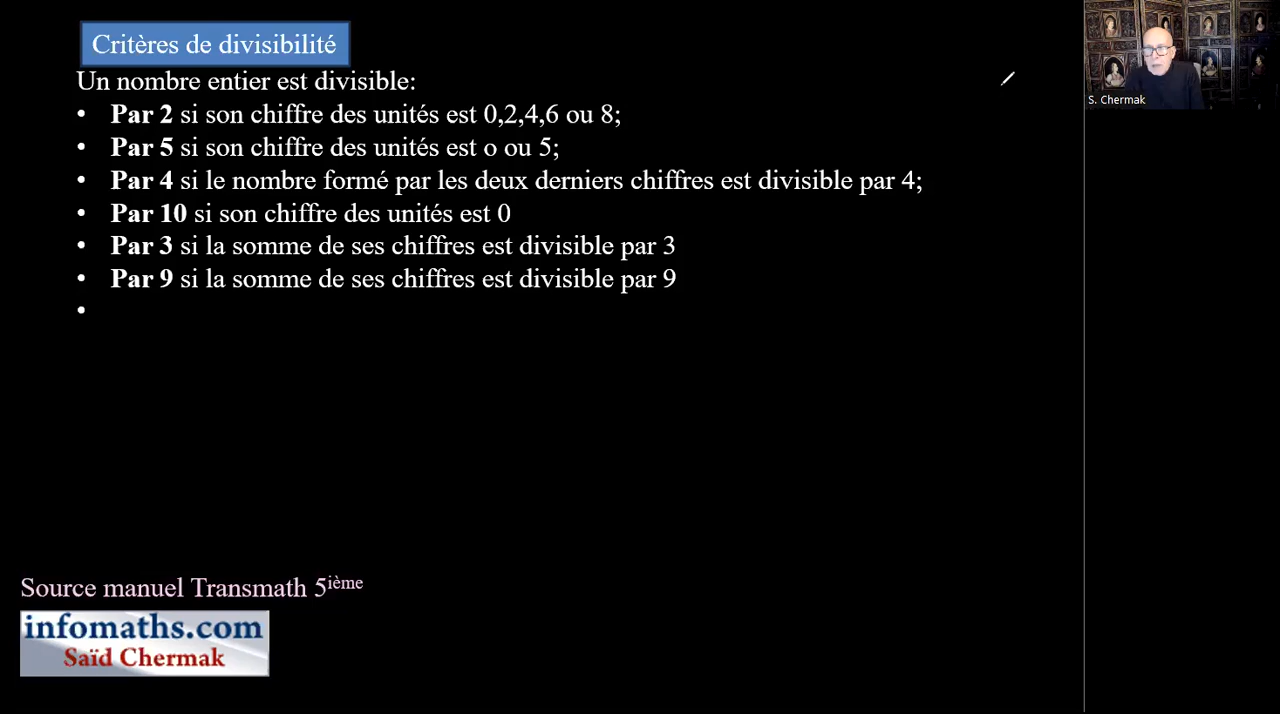 Critères de divisibilité
Un nombre entier est divisible:
• Par 2 si son chiffre des unités est 0,2,4,6 ou 8;
• Par 5 si son chiffre des unités est o ou 5;
• Par 4 si le nombre formé par les deux derniers chiffres est divisible par 4;
• Par 10 si son chiffre des unités est 0
• Par 3 si la somme de ses chiffres est divisible par 3
• Par 9 si la somme de ses chiffres est divisible par 9
•
S. Chermak
Source manuel Transmath 5ième
infomaths.com
Saïd Chermak